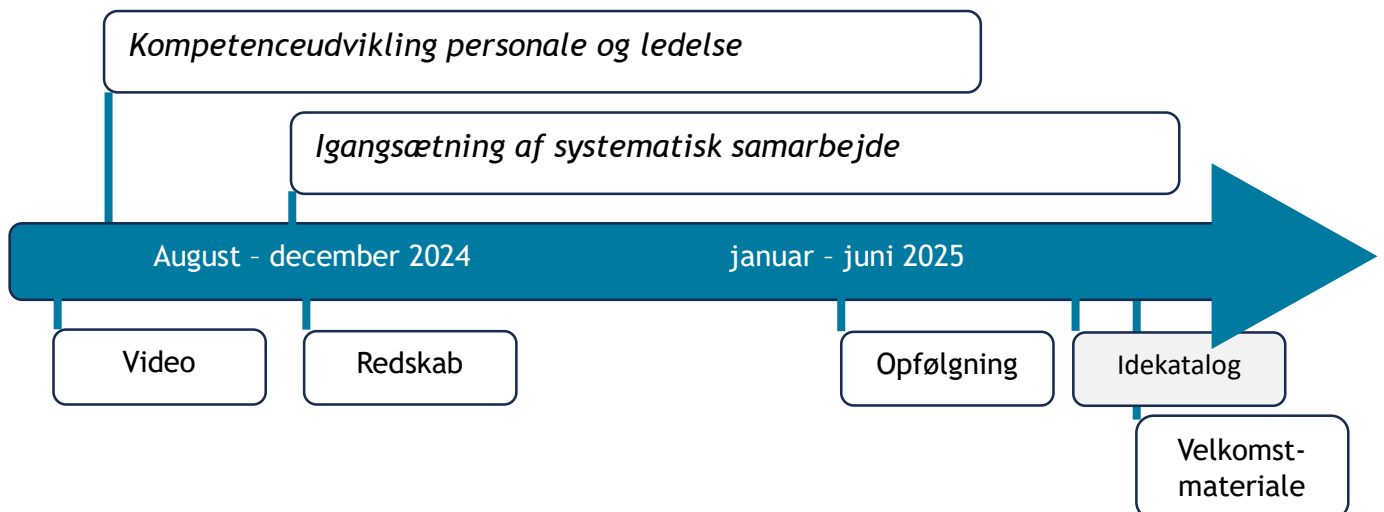 Kompetenceudvikling personale og ledelse
Igangsætning af systematisk samarbejde
August – december 2024
januar – juni 2025
Video
Redskab
Opfølgning
Idekatalog
Velkomst-
materiale